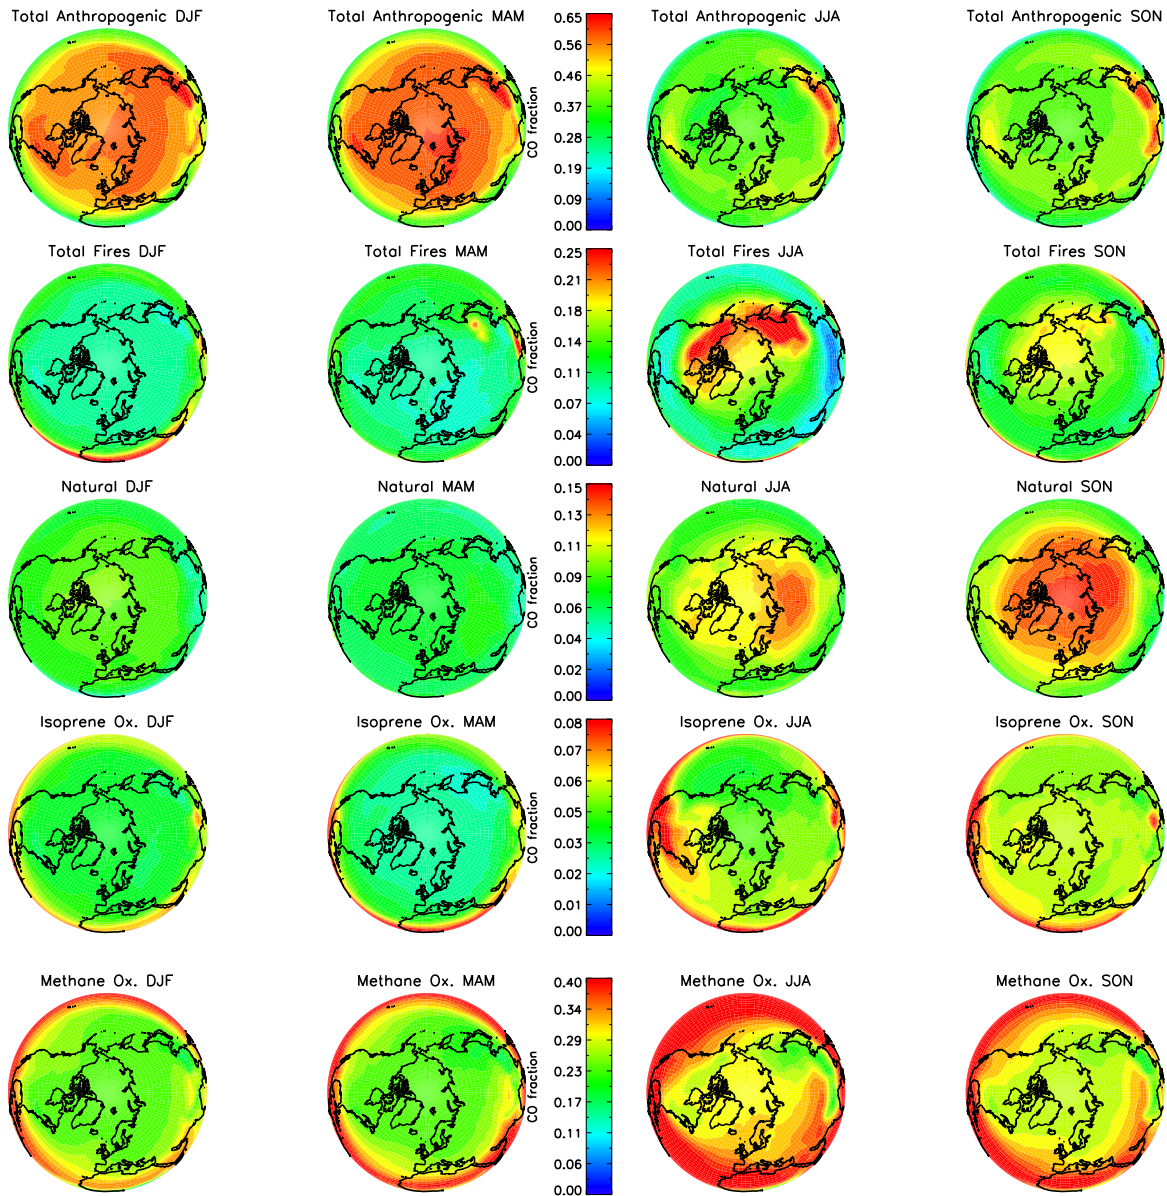 Total Anthropogenic DJF
Total Anthropogenic MAM
Total Anthropogenic JJA
Total Anthropogenic SON
0.65
0.56
0.46
0.37
0.28
0.19
0.09
0.00
CO fraction
Total Fires DJF
Total Fires MAM
Total Fires JJA
Total Fires SON
0.25
0.21
0.18
0.14
0.11
0.07
0.04
0.00
CO fraction
Natural DJF
Natural MAM
Natural JJA
Natural SON
0.15
0.13
0.11
0.09
0.06
0.04
0.02
0.00
CO fraction
Isoprene Ox. DJF
Isoprene Ox. MAM
Isoprene Ox. JJA
Isoprene Ox. SON
0.08
0.07
0.06
0.05
0.03
0.02
0.01
0.00
CO fraction
Methane Ox. DJF
Methane Ox. MAM
Methane Ox. JJA
Methane Ox. SON
0.40
0.34
0.29
0.23
0.17
0.11
0.06
0.00
CO fraction